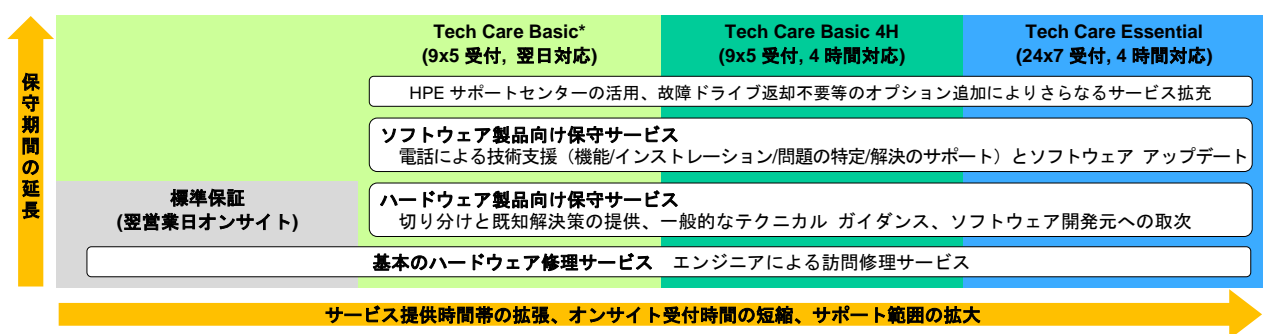 Tech Care Basic*
(9x5 受付, 翌日対応)
Tech Care Basic 4H
(9x5 受付, 4 時間対応)
Tech Care Essential
(24x7 受付, 4 時間対応)
保守期間の延長
HPE サポートセンターの活用、故障ドライブ返却不要等のオプション追加によりさらなるサービス拡充
ソフトウェア製品向け保守サービス
電話による技術支援（機能/インストレーション/問題の特定/解決のサポート）とソフトウェア アップデート
標準保証
(翌営業日オンサイト)
ハードウェア製品向け保守サービス
切り分けと既知解決策の提供、一般的なテクニカル ガイダンス、ソフトウェア開発元への取次
基本のハードウェア修理サービス エンジニアによる訪問修理サービス
サービス提供時間帯の拡張、オンサイト受付時間の短縮、サポート範囲の拡大